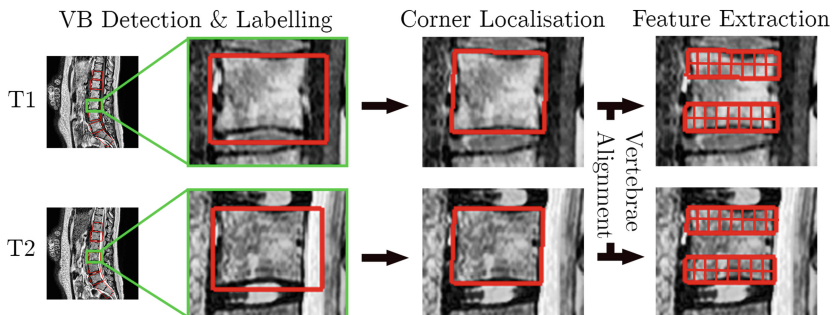 VB Detection & Labelling
Corner Localisation
Feature Extraction
T1
Vertebrae
Alignment
T2